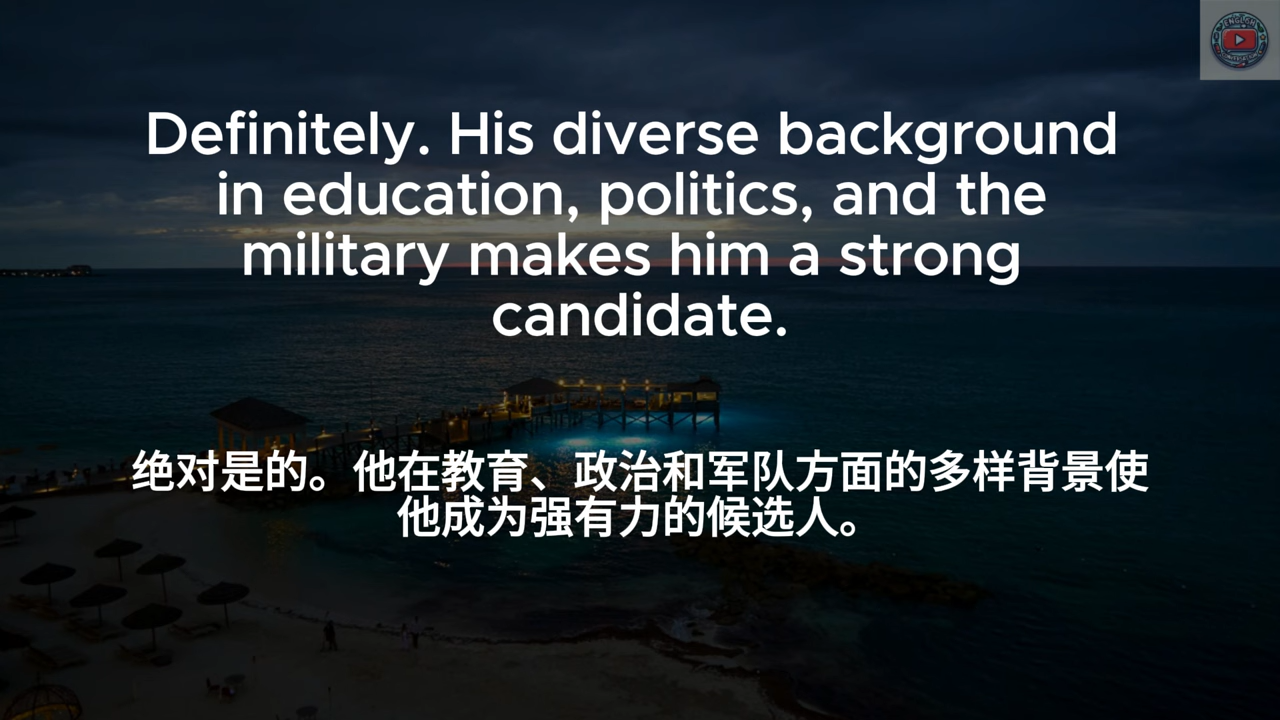 ENGLISH
CONVERSATION
Definitely. His diverse background
in education, politics, and the
military makes him a strong
candidate.
绝对是的。他在教育、政治和军队方面的多样背景使
他成为强有力的候选人。